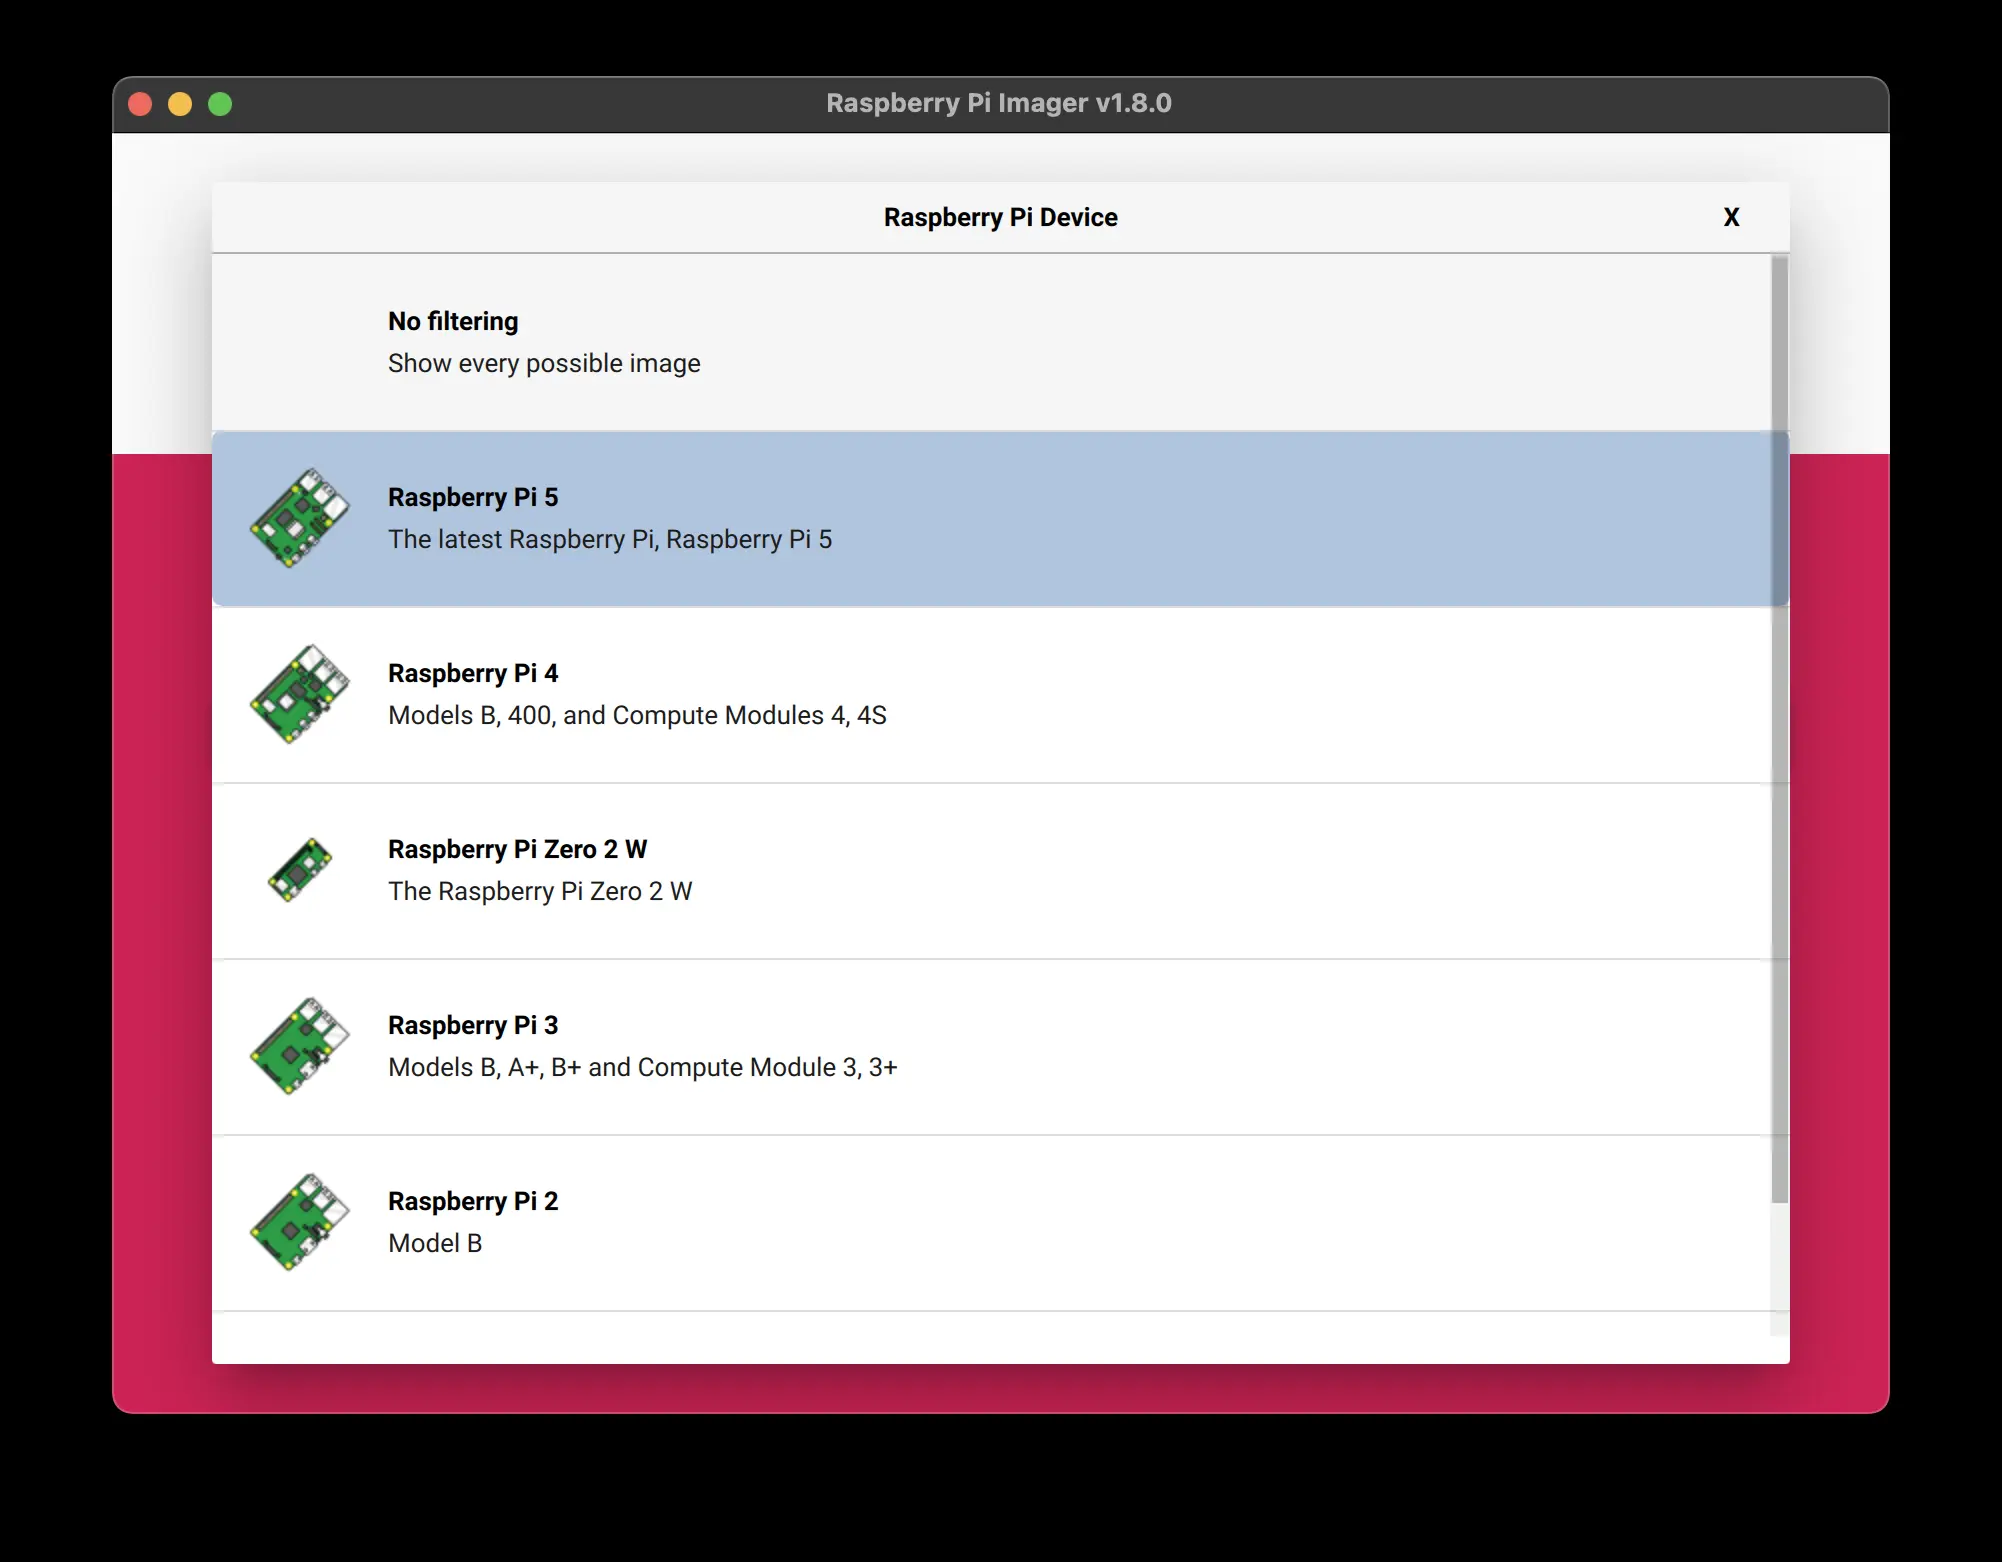 Raspberry Pi Imager v1.8.0
Raspberry Pi Device
X
No filtering
Show every possible image
Raspberry Pi 5
The latest Raspberry Pi, Raspberry Pi 5
Raspberry Pi 4
Models B, 400, and Compute Modules 4, 4S
Raspberry Pi Zero 2 W
The Raspberry Pi Zero 2 W
Raspberry Pi 3
Models B, A+, B+ and Compute Module 3, 3+
Raspberry Pi 2
Model B